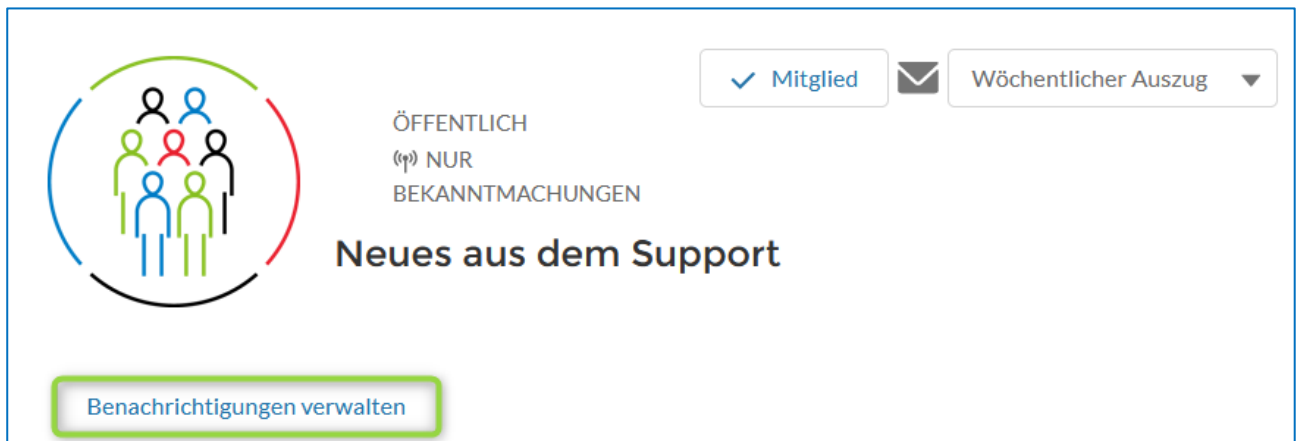 Mitglied
Wöchentlicher Auszug
ÖFFENTLICH
NUR
BEKANNTMACHUNGEN
Neues aus dem Support
Benachrichtigungen verwalten